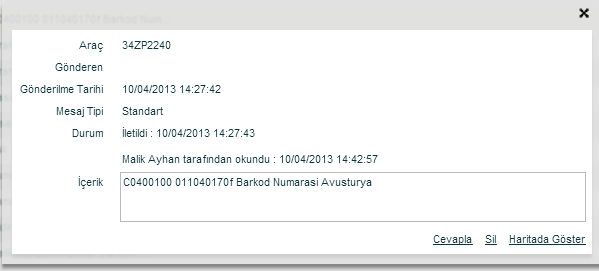 Araç 34ZP2240
Gönderen
Gönderilme Tarihi 10/04/2013 14:27:42
Mesaj Tipi Standart
Durum İletildi : 10/04/2013 14:27:43
Malik Ayhan tarafından okundu : 10/04/2013 14:42:57
İçerik C0400100 011040170f Barkod Numarasi Avusturya
Cevapla Sil Haritada Göster